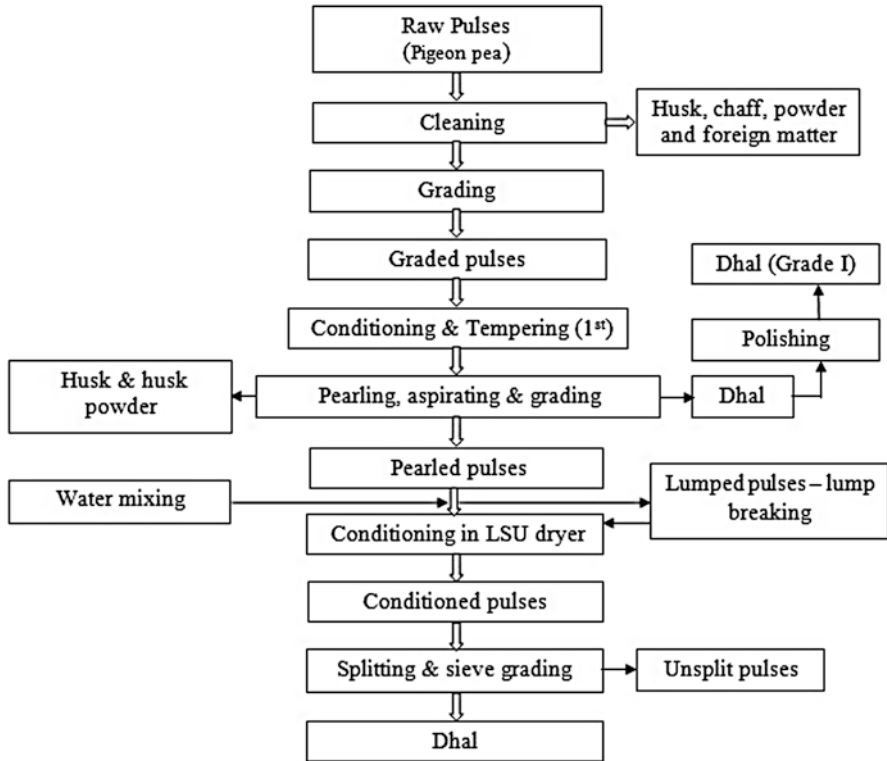 Raw Pulses
(Pigeon pea)
Cleaning
Husk, chaff, powder
and foreign matter
Grading
Graded pulses
Dhal (Grade I)
Conditioning & Tempering (1st)
Polishing
Husk & husk
powder
Pearling, aspirating & grading
Dhal
Pearled pulses
Water mixing
Lumped pulses – lump
breaking
Conditioning in LSU dryer
Conditioned pulses
Splitting & sieve grading
Unsplit pulses
Dhal